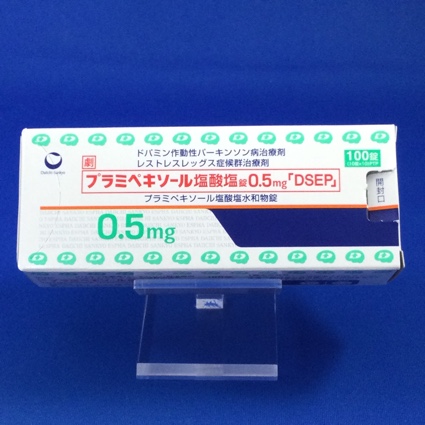 ドパミン作動性パーキンソン病治療剤
レストレスレッグス症候群治療剤
100錠
劇
プラミペキソール塩酸塩錠0.5mg「DSEP」
プラミペキソール塩酸塩水和物錠
開封口
0.5mg